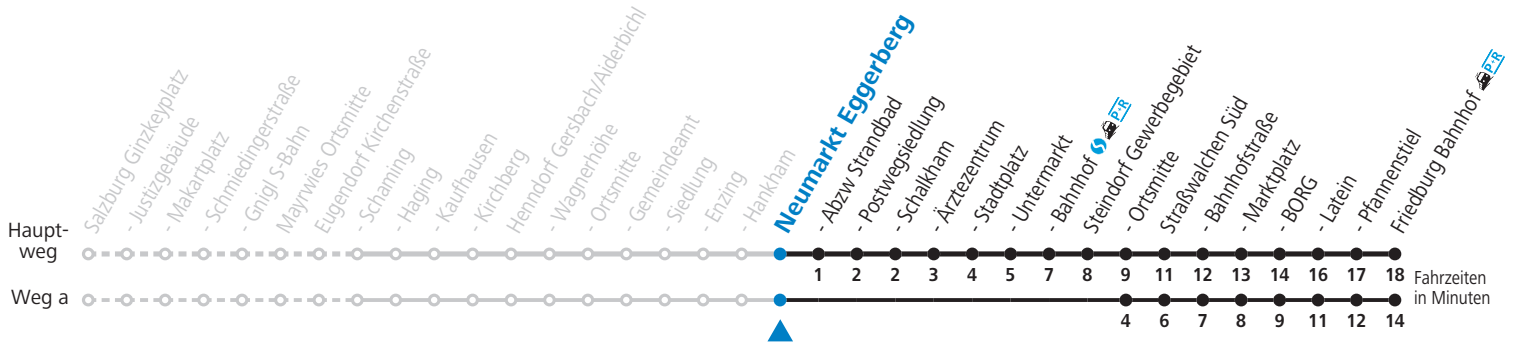 Salzburg Ginzkeyplatz
- Justizgebäude
- Makartplatz
- Schmiedingerstraße
- Gnigl S-Bahn
Mayrwies Ortsmitte
Eugendorf Kirchenstraße
- Schaming
- Haging
- Kaufhausen
- Kirchberg
Henndorf Gersbach/Aiderbichl
- Wagnerhöhe
- Ortsmitte
- Gemeindeamt
- Siedlung
- Enzing
- Hankham
Neumarkt Eggerberg
- Abzw Strandbad
- Postwegsiedlung
- Schalkham
- Ärztezentrum
- Stadtplatz
- Untermarkt
- Bahnhof S P+R
Steindorf Gewerbegebiet
- Ortsmitte
Straßwalchen Süd
- Bahnhofstraße
- Marktplatz
- BORG
- Latein
- Pfannenstiel
Friedburg Bahnhof P+R
Haupt-
weg
1 2 2 3 4 5 7 8 9 11 12 13 14 16 17 18
Fahrzeiten
in Minuten
Weg a
4 6 7 8 9 11 12 14